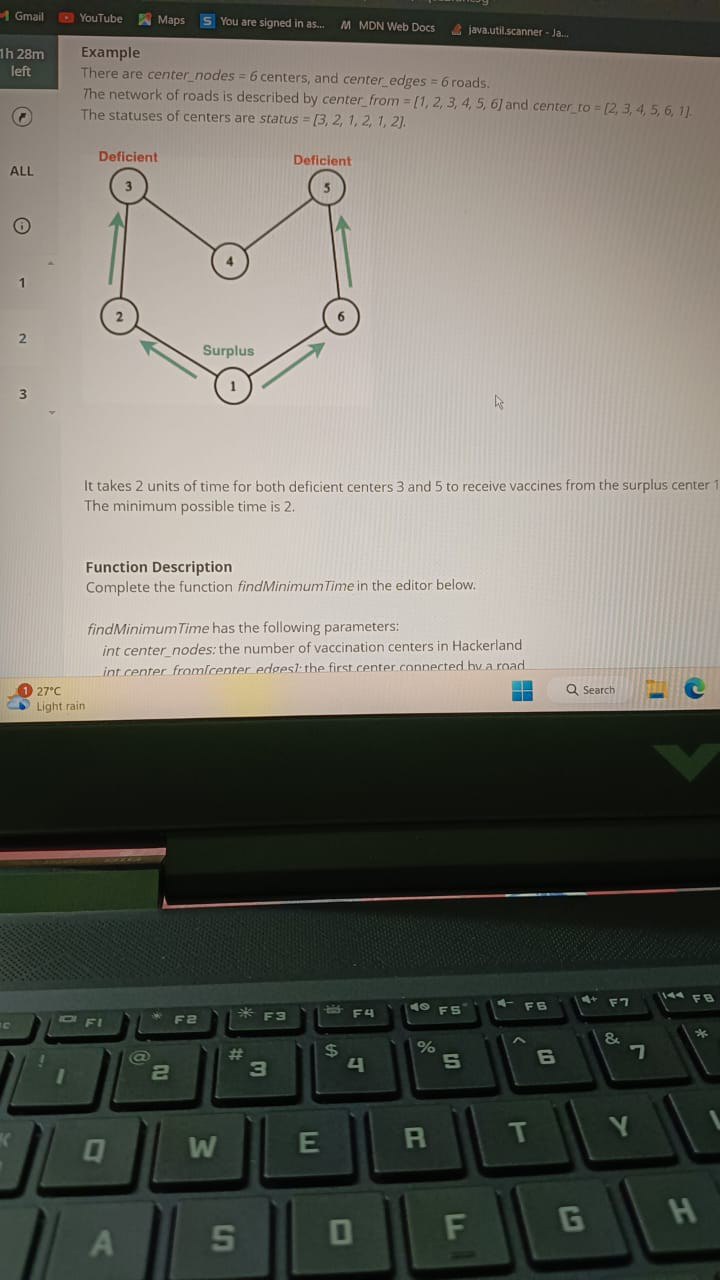 Gmail YouTube Maps S You are signed in as... MDN Web Docs java.util.scanner - Ja...
1h 28m
left
ALL
1
2
3
Example
There are center_nodes = 6 centers, and center_edges = 6 roads.
The network of roads is described by center_from = [1, 2, 3, 4, 5, 6] and center_to = [2, 3, 4, 5, 6, 1].
The statuses of centers are status = [3, 2, 1, 2, 1, 2].
Deficient Deficient
3 5
4
2 6
Surplus
1
It takes 2 units of time for both deficient centers 3 and 5 to receive vaccines from the surplus center 1
The minimum possible time is 2.
Function Description
Complete the function findMinimumTime in the editor below.
findMinimumTime has the following parameters:
int center_nodes: the number of vaccination centers in Hackerland
int center_from[center_edges]: the first center connected by a road
1 27°C
Light rain
Search
F1 F2 F3 F4 F5 F6 F7 F8
! 1 @ 2 # 3 $ 4 % 5 ^ 6 & 7 *
Q W E R T Y
A S D F G H